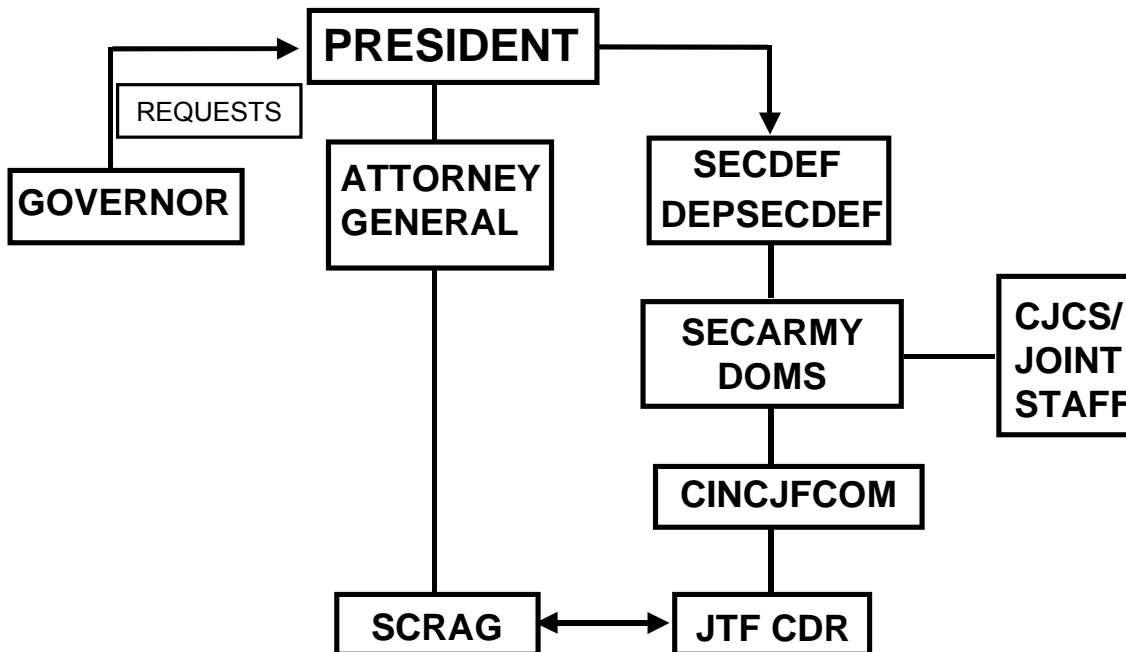 PRESIDENT
REQUESTS
GOVERNOR
ATTORNEY
GENERAL
SECDEF
DEPSECDEF
SECARMY
DOMS
CJCS/
JOINT
STAFF
CINCJFCOM
SCRAG
JTF CDR